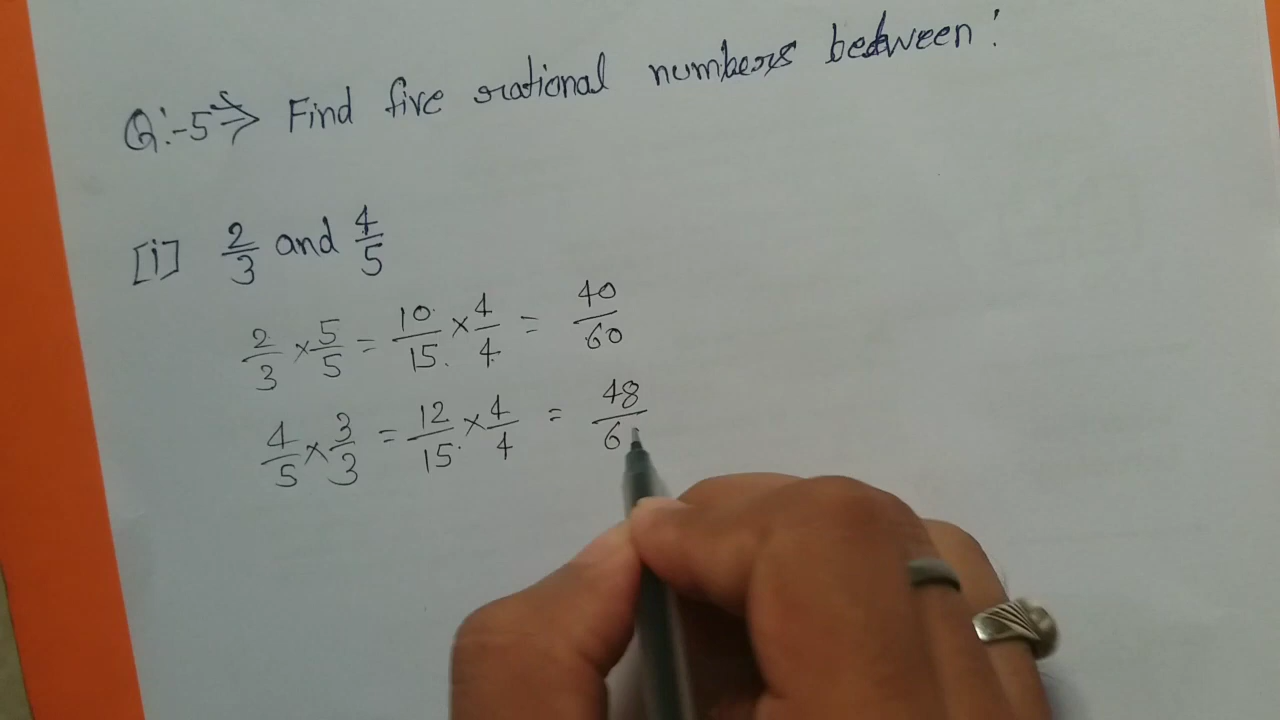 Q:-5⇒ Find five rational numbers between:
[i] 2/3 and 4/5
2/3 × 5/5 = 10/15 × 4/4 = 40/60
4/5 × 3/3 = 12/15 × 4/4 = 48/6